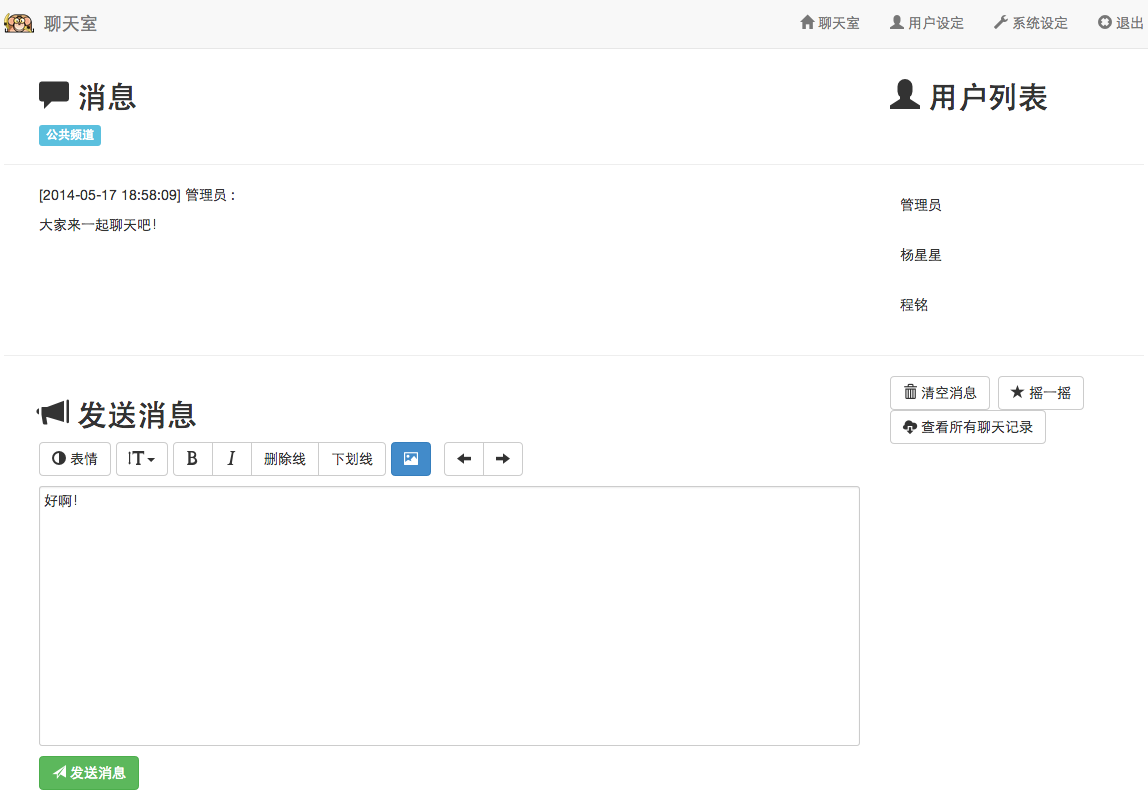 聊天室
聊天室 用户设定 系统设定 退出
消息
公共频道
[2014-05-17 18:58:09] 管理员：
大家来一起聊天吧！
用户列表
管理员
杨星星
程铭
清空消息 摇一摇
查看所有聊天记录
发送消息
表情 B I 删除线 下划线
好啊！
发送消息